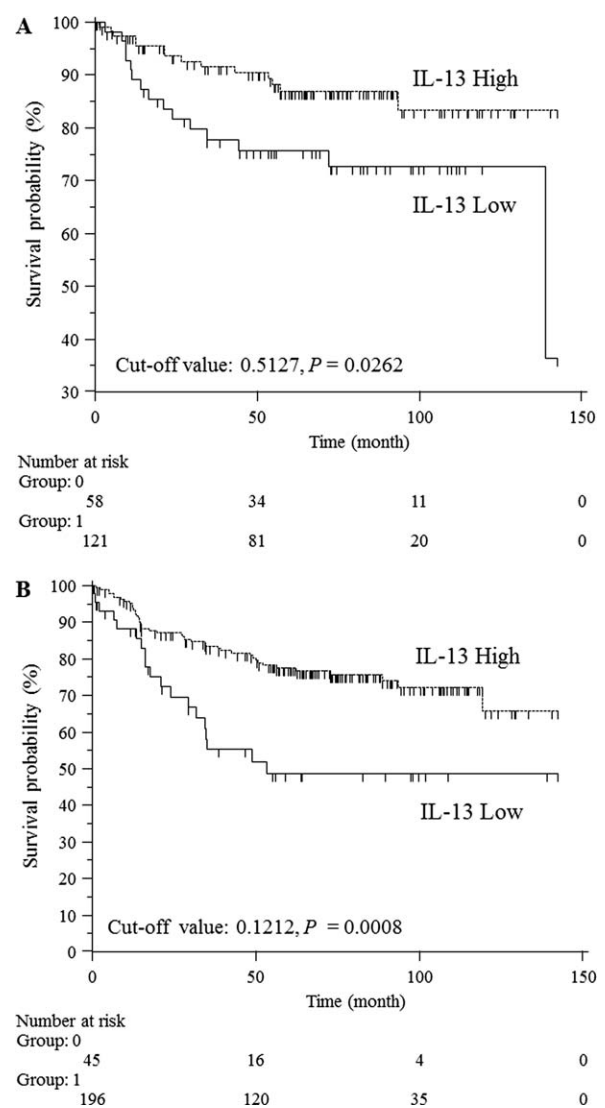 A
Survival probability (%)
100
90
80
70
60
50
40
30
IL-13 High
IL-13 Low
Cut-off value: 0.5127, P = 0.0262
0 50 100 150
Time (month)
Number at risk
Group: 0
58 34 11 0
Group: 1
121 81 20 0
B
Survival probability (%)
100
90
80
70
60
50
40
30
20
10
0
IL-13 High
IL-13 Low
Cut-off value: 0.1212, P = 0.0008
0 50 100 150
Time (month)
Number at risk
Group: 0
45 16 4 0
Group: 1
196 120 35 0